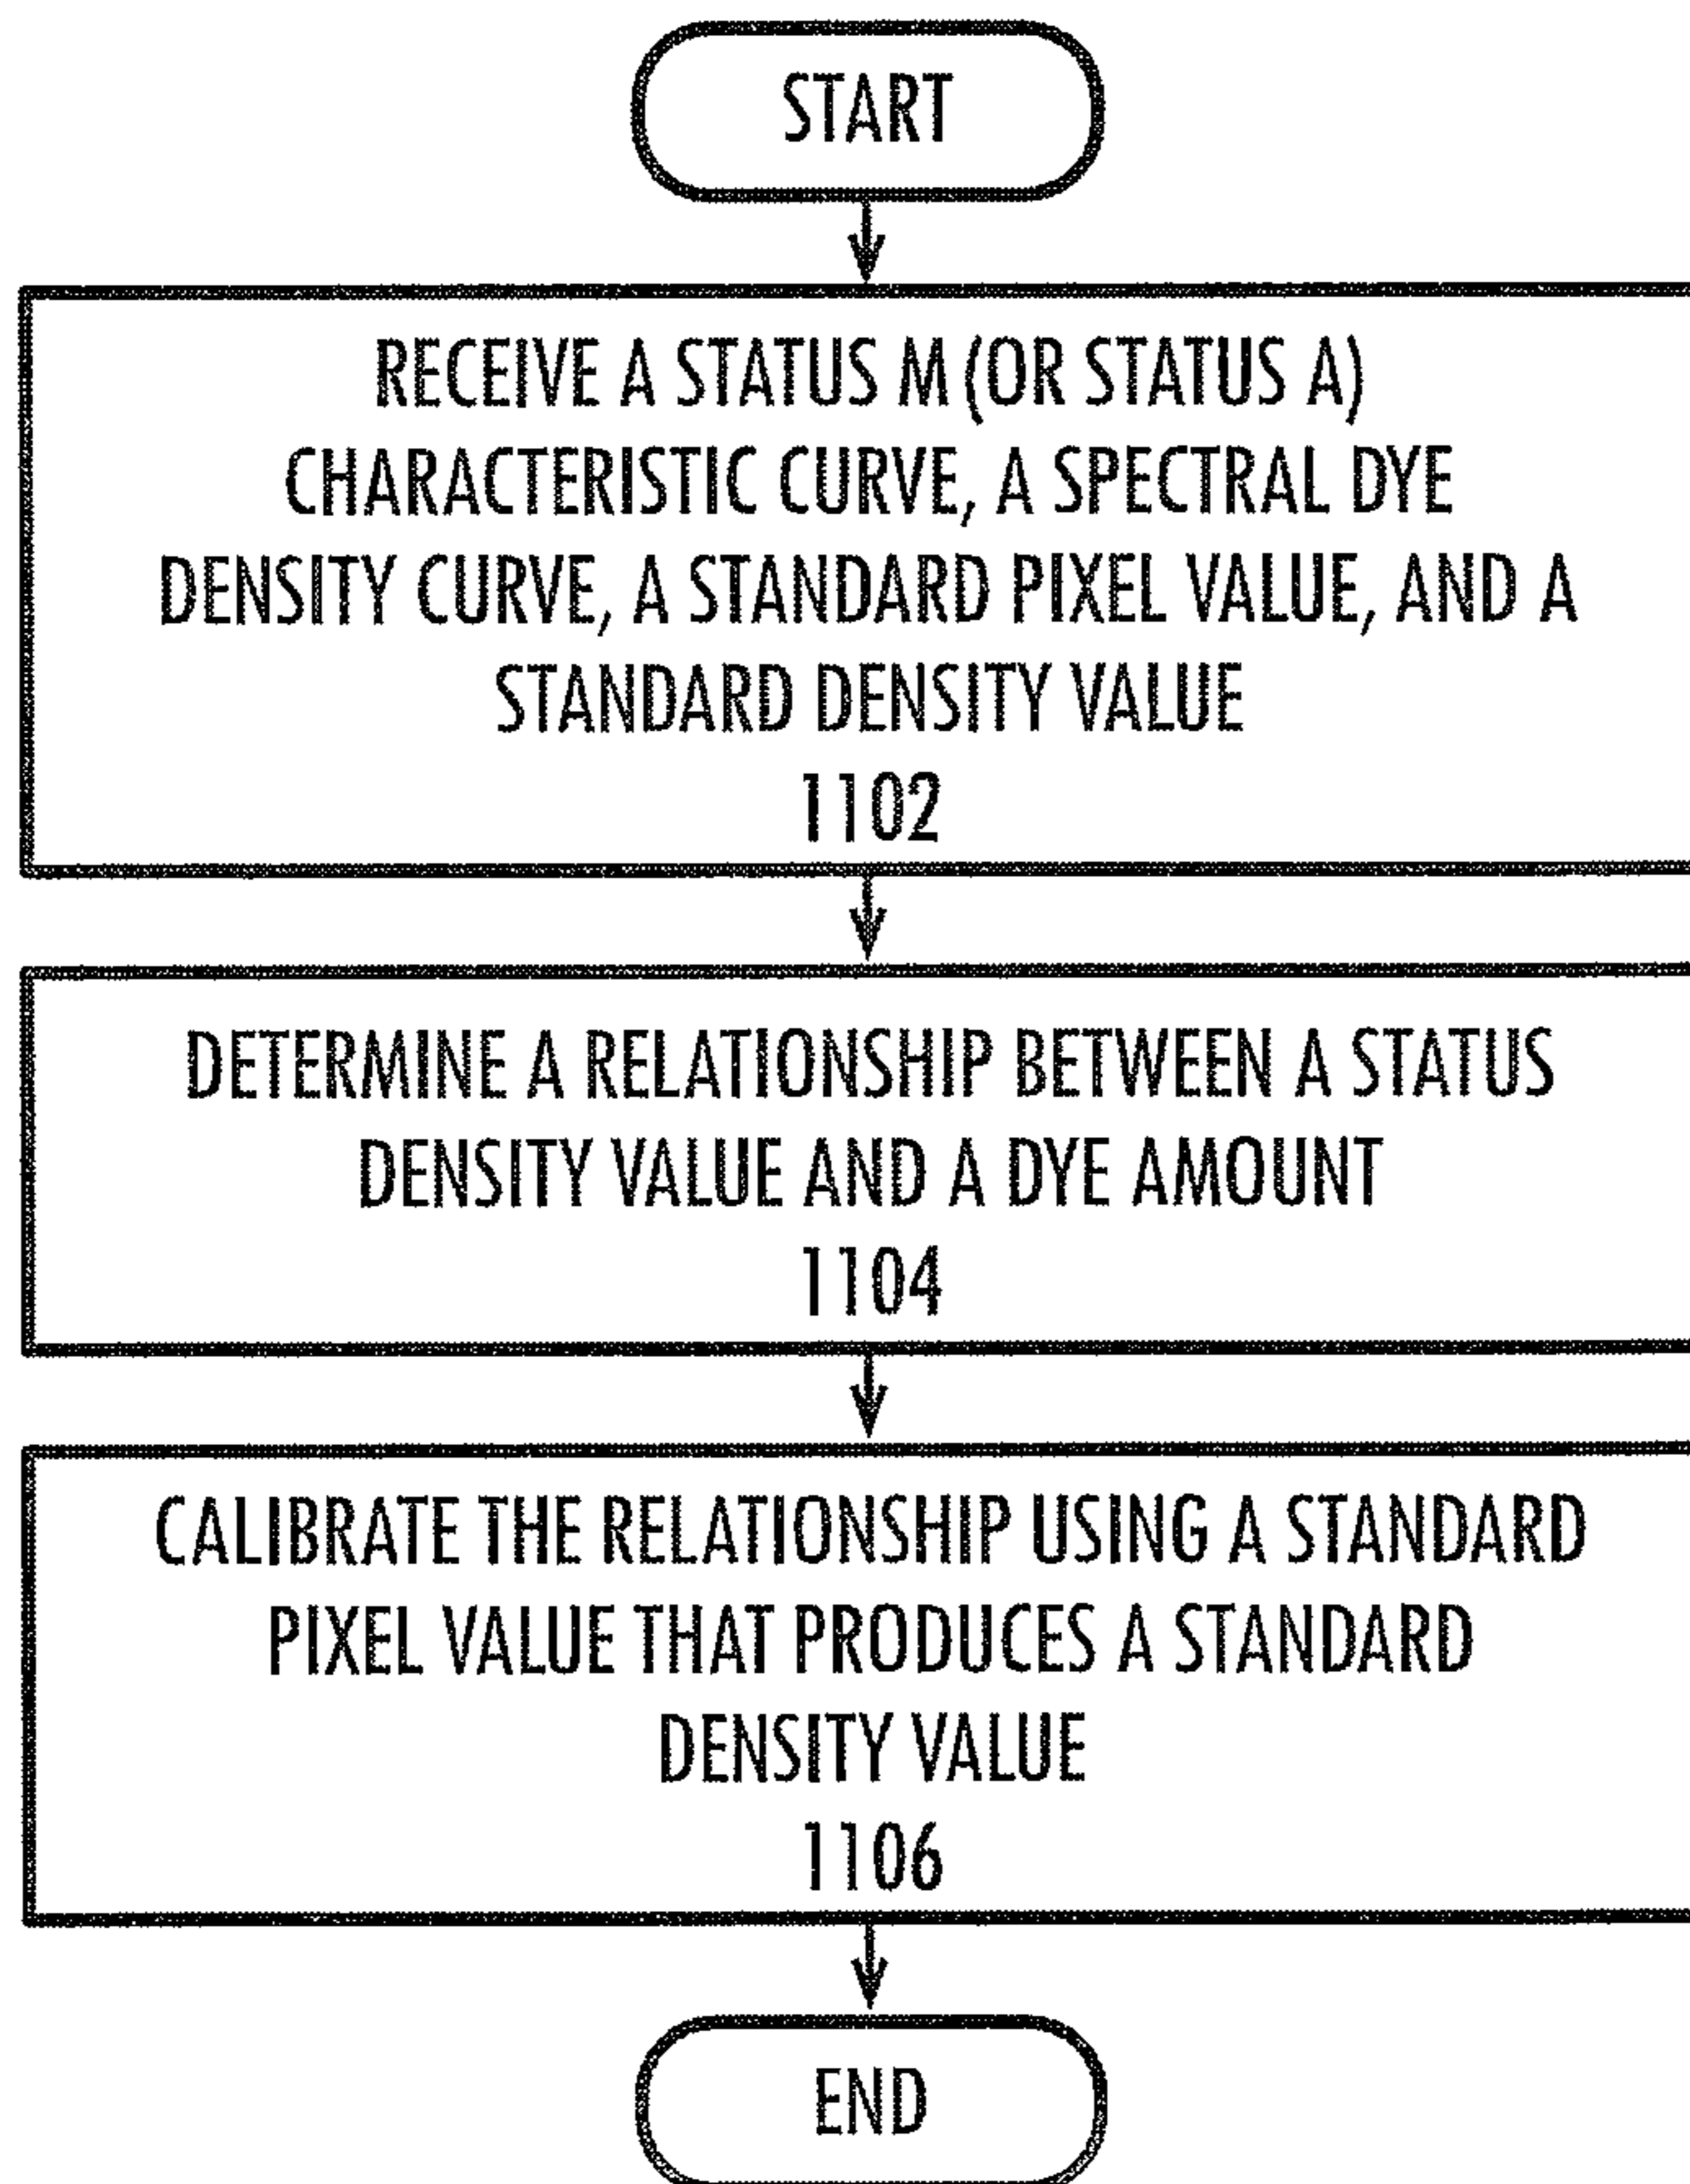 START
RECEIVE A STATUS M (OR STATUS A)
CHARACTERISTIC CURVE, A SPECTRAL DYE
DENSITY CURVE, A STANDARD PIXEL VALUE, AND A
STANDARD DENSITY VALUE
1102
DETERMINE A RELATIONSHIP BETWEEN A STATUS
DENSITY VALUE AND A DYE AMOUNT
1104
CALIBRATE THE RELATIONSHIP USING A STANDARD
PIXEL VALUE THAT PRODUCES A STANDARD
DENSITY VALUE
1106
END